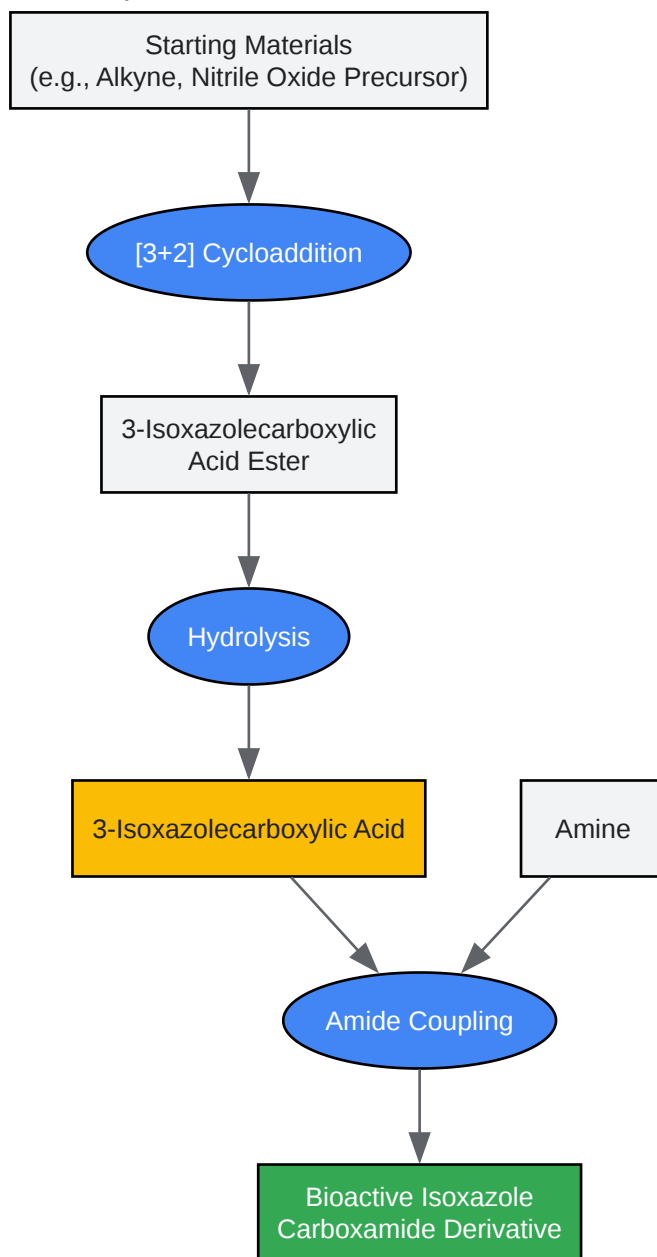 Starting Materials
(e.g., Alkyne, Nitrile Oxide Precursor)
[3+2] Cycloaddition
3-Isoxazolecarboxylic
Acid Ester
Hydrolysis
3-Isoxazolecarboxylic Acid
Amine
Amide Coupling
Bioactive Isoxazole
Carboxamide Derivative